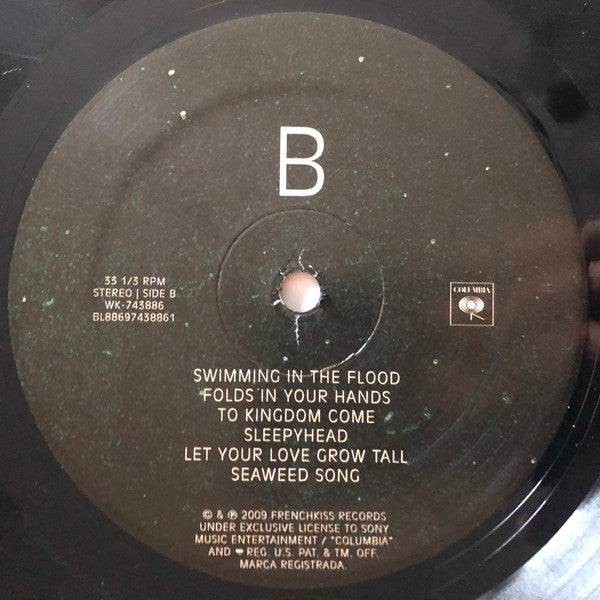 B
33 1/3 RPM
STEREO | SIDE B
WK-743886
BL88697438861
COLUMBIA
SWIMMING IN THE FLOOD
FOLDS IN YOUR HANDS
TO KINGDOM COME
SLEEPYHEAD
LET YOUR LOVE GROW TALL
SEAWEED SONG
© & ℗ 2009 FRENCHKISS RECORDS
UNDER EXCLUSIVE LICENSE TO SONY
MUSIC ENTERTAINMENT / "COLUMBIA"
AND REG. U.S. PAT. & TM. OFF.
MARCA REGISTRADA.